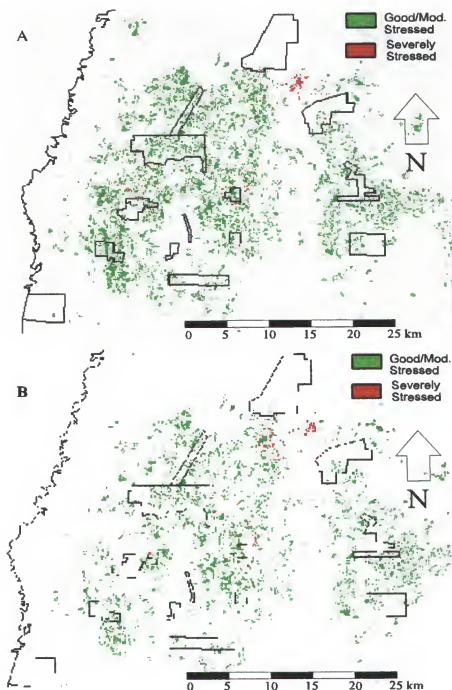 A
Good/Mod.
Stressed
Severely
Stressed
N
0 5 10 15 20 25 km
B
Good/Mod.
Stressed
Severely
Stressed
N
0 5 10 15 20 25 km